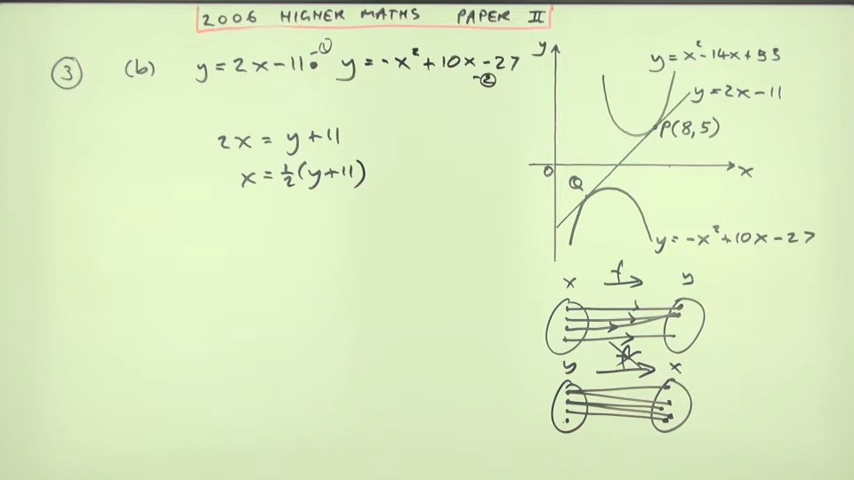 2006 HIGHER MATHS PAPER II
③ (b) y = 2x - 11 -① y = -x² + 10x - 27 -②
2x = y + 11
x = ½(y + 11)
y
y = x² - 14x + 53
y = 2x - 11
P(8,5)
O
x
Q
y = -x² + 10x - 27
x f y
y f x